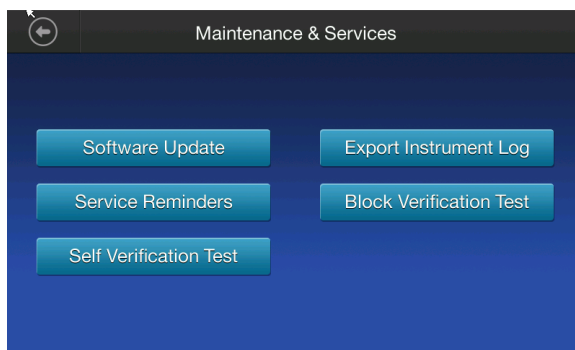 Maintenance & Services
Software Update
Export Instrument Log
Service Reminders
Block Verification Test
Self Verification Test